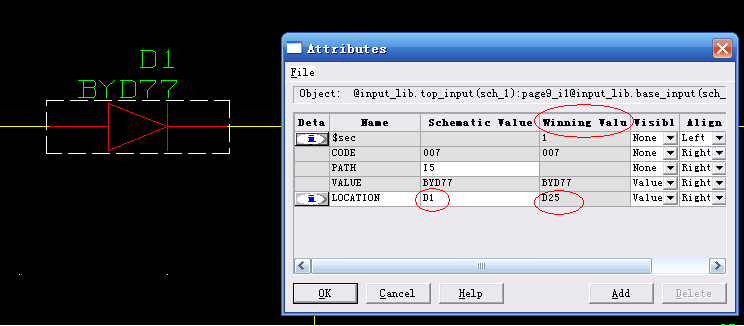 D1
BYD77
Attributes
File
Object: @input_lib.top_input(sch_1):page9_i1@input_lib.base_input(sch_
Deta Name Schematic Value Winning Valu Visibl Align
$sec 1 None Left
CODE 007 007 None Right
PATH I5 None Right
VALUE BYD77 BYD77 Value Right
LOCATION D1 D25 Value Right
OK Cancel Help Add Delete